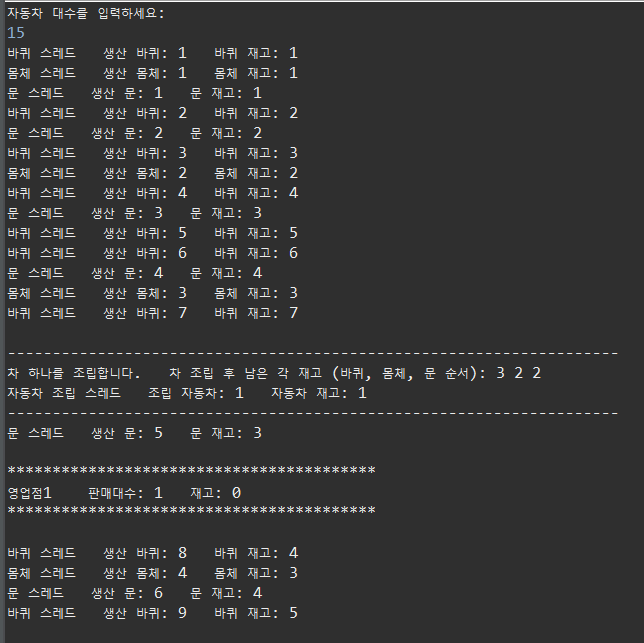 자동차 대수를 입력하세요:
15
바퀴 스레드 생산 바퀴: 1 바퀴 재고: 1
몸체 스레드 생산 몸체: 1 몸체 재고: 1
문 스레드 생산 문: 1 문 재고: 1
바퀴 스레드 생산 바퀴: 2 바퀴 재고: 2
문 스레드 생산 문: 2 문 재고: 2
바퀴 스레드 생산 바퀴: 3 바퀴 재고: 3
몸체 스레드 생산 몸체: 2 몸체 재고: 2
바퀴 스레드 생산 바퀴: 4 바퀴 재고: 4
문 스레드 생산 문: 3 문 재고: 3
바퀴 스레드 생산 바퀴: 5 바퀴 재고: 5
바퀴 스레드 생산 바퀴: 6 바퀴 재고: 6
문 스레드 생산 문: 4 문 재고: 4
몸체 스레드 생산 몸체: 3 몸체 재고: 3
바퀴 스레드 생산 바퀴: 7 바퀴 재고: 7
--------------------------------------------------------------------
차 하나를 조립합니다. 차 조립 후 남은 각 재고 (바퀴, 몸체, 문 순서): 3 2 2
자동차 조립 스레드 조립 자동차: 1 자동차 재고: 1
--------------------------------------------------------------------
문 스레드 생산 문: 5 문 재고: 3
*****************************************
영업점1 판매대수: 1 재고: 0
*****************************************
바퀴 스레드 생산 바퀴: 8 바퀴 재고: 4
몸체 스레드 생산 몸체: 4 몸체 재고: 3
문 스레드 생산 문: 6 문 재고: 4
바퀴 스레드 생산 바퀴: 9 바퀴 재고: 5